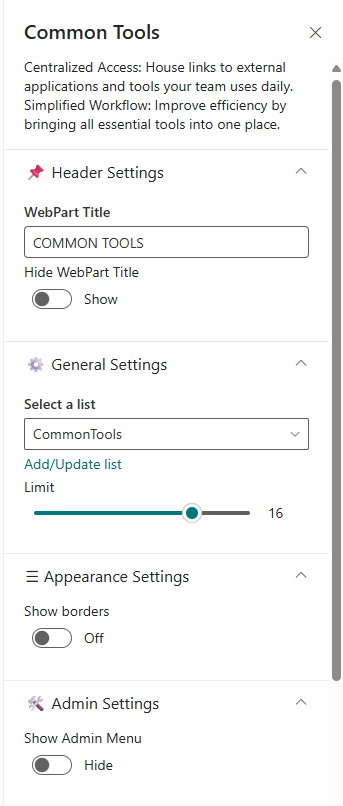 Common Tools
Centralized Access: House links to external
applications and tools your team uses daily.
Simplified Workflow: Improve efficiency by
bringing all essential tools into one place.
Header Settings
WebPart Title
COMMON TOOLS
Hide WebPart Title
Show
General Settings
Select a list
CommonTools
Add/Update list
Limit
16
Appearance Settings
Show borders
Off
Admin Settings
Show Admin Menu
Hide